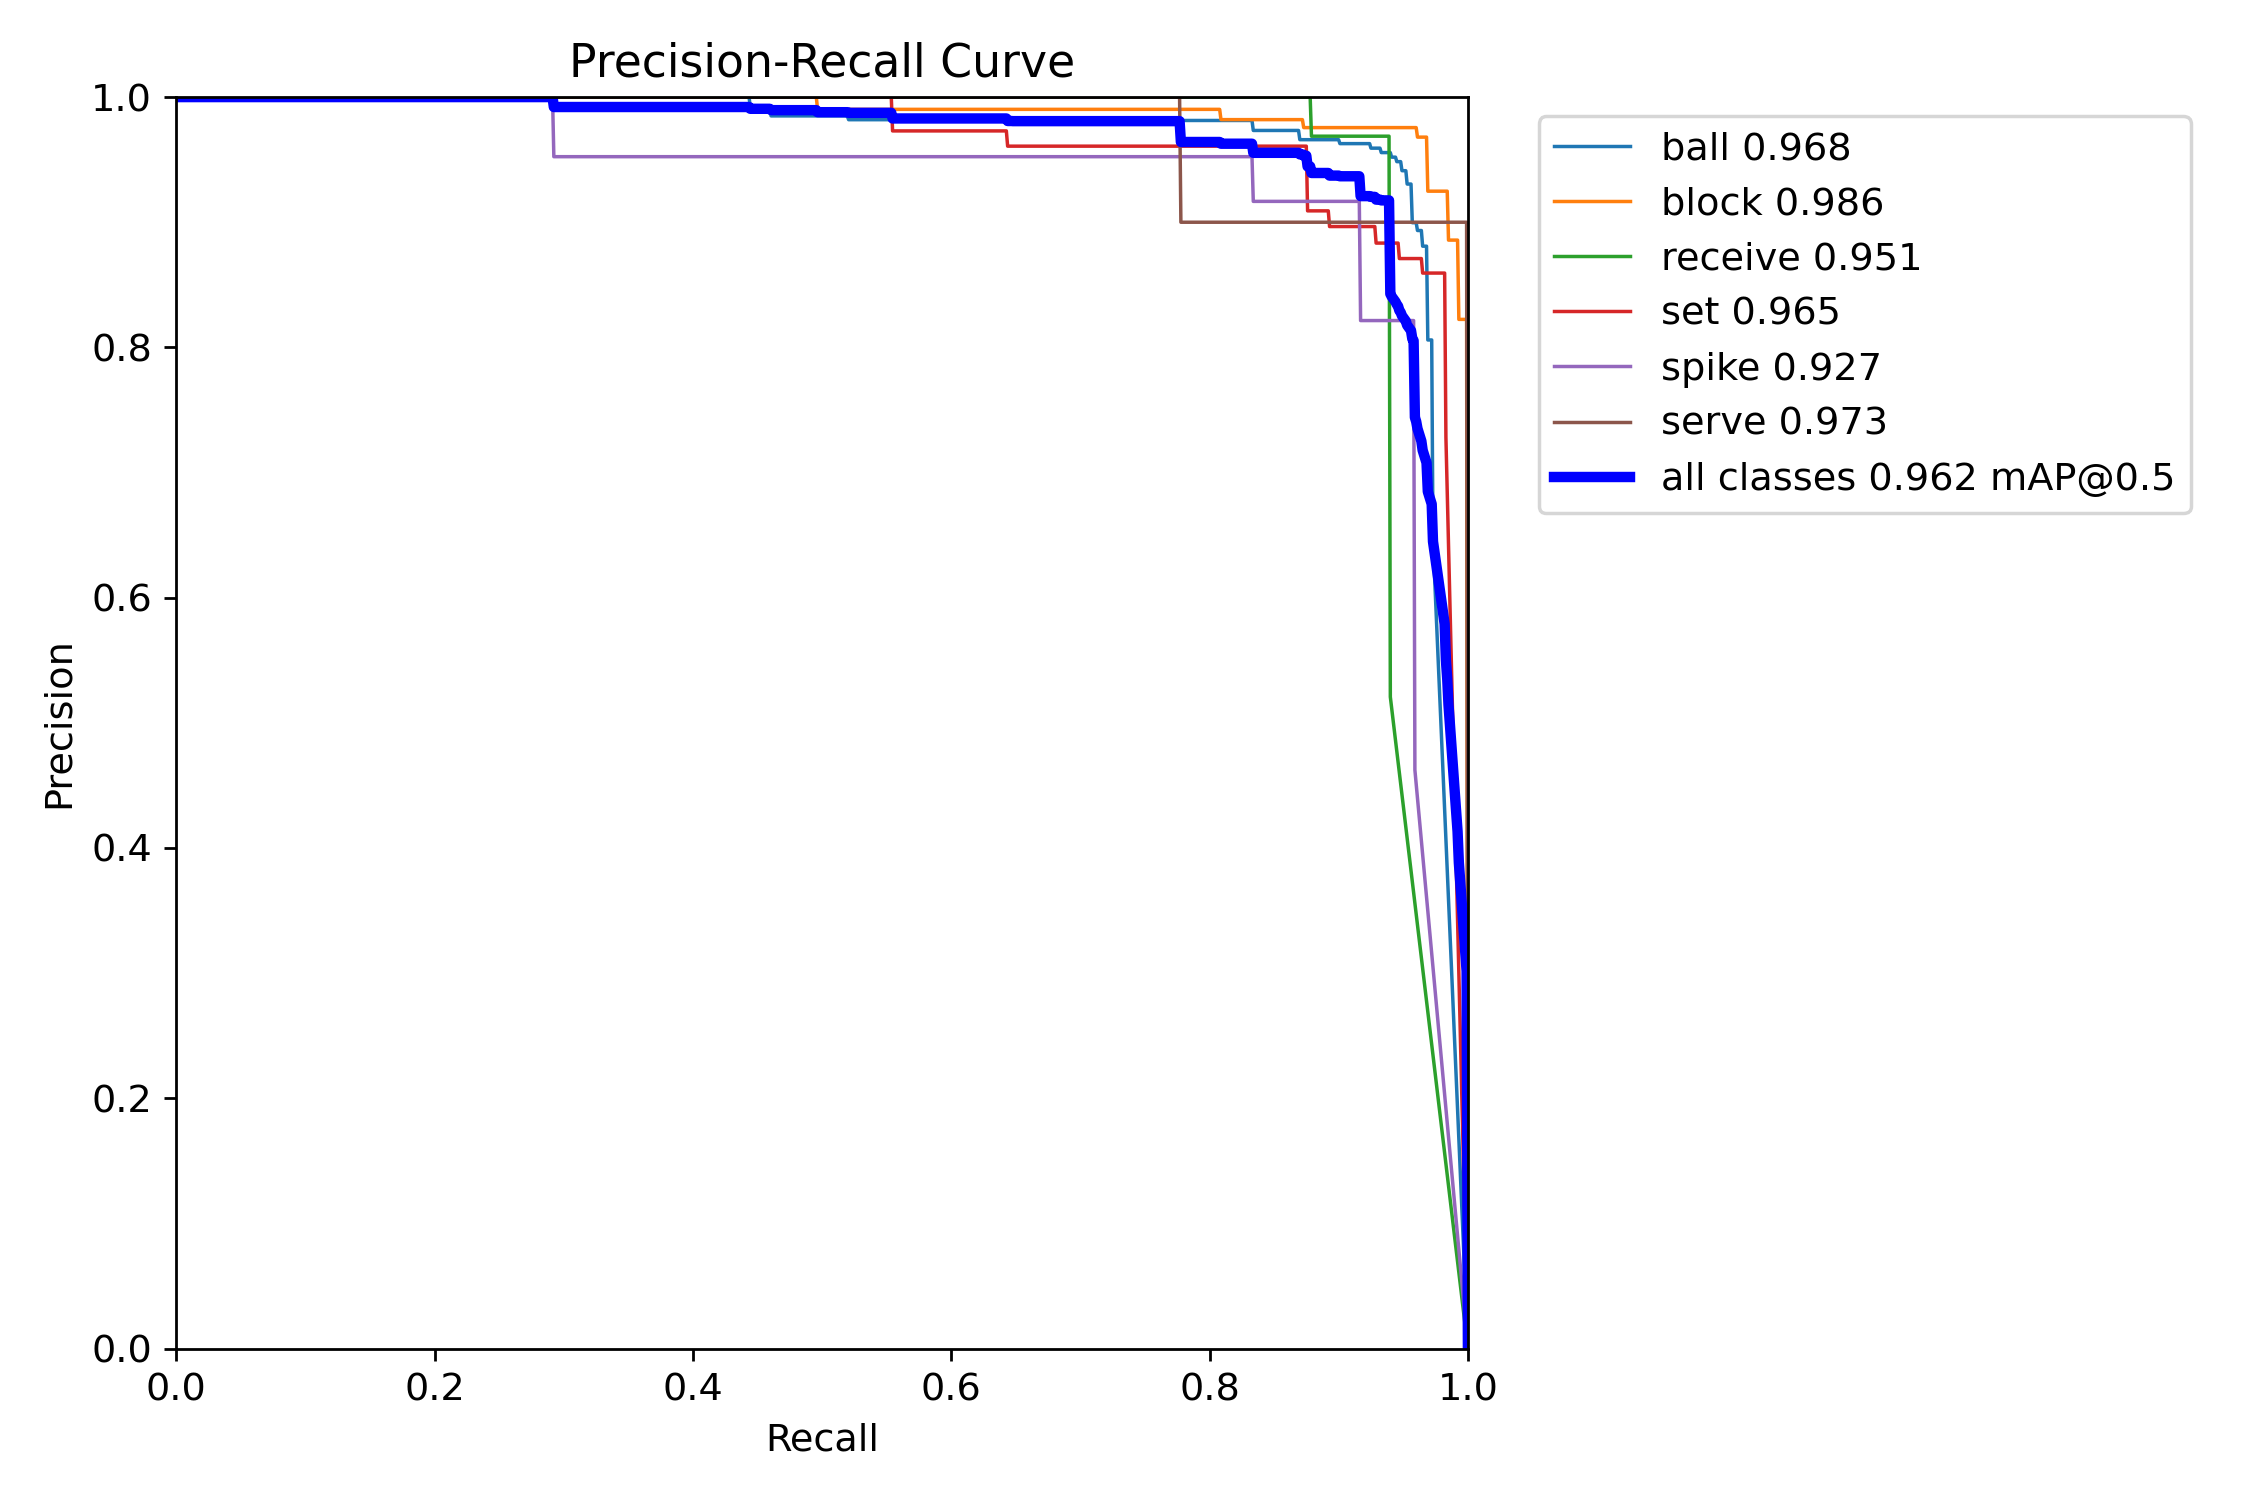 Precision-Recall Curve
1.0
0.8
0.6
0.4
0.2
0.0
Precision
0.0 0.2 0.4 0.6 0.8 1.0
Recall
ball 0.968
block 0.986
receive 0.951
set 0.965
spike 0.927
serve 0.973
all classes 0.962 mAP@0.5